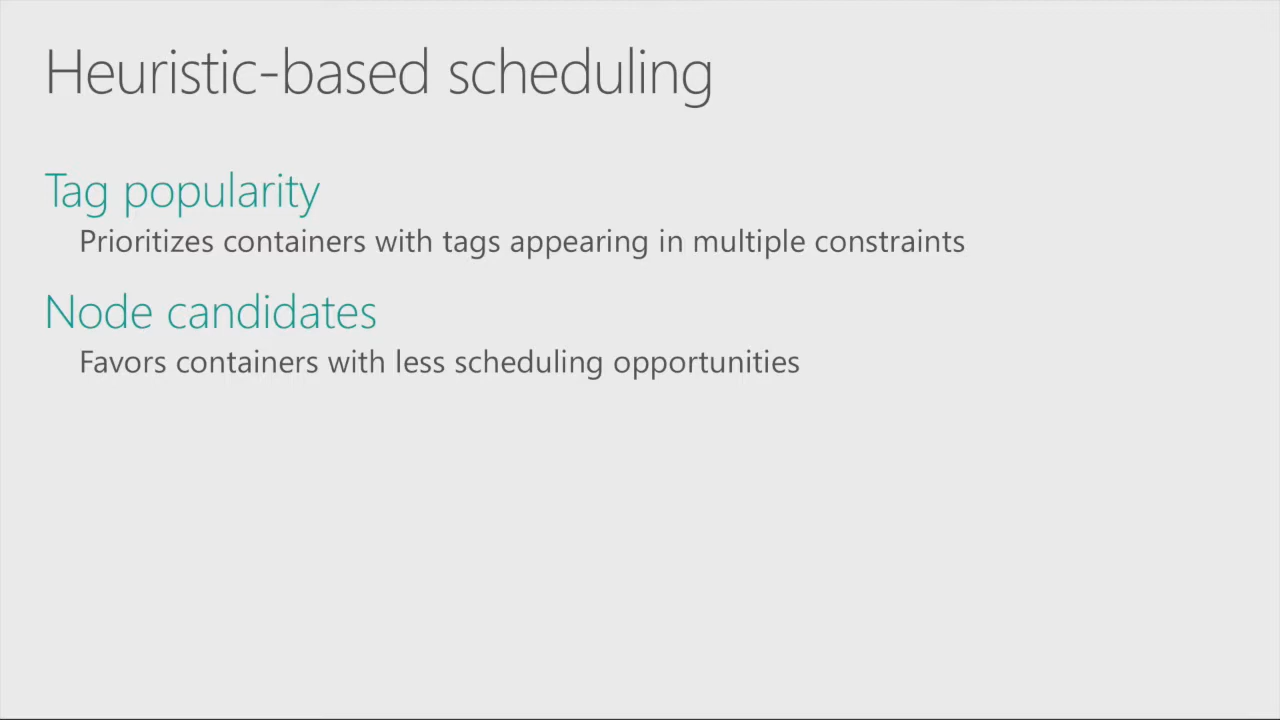 Heuristic-based scheduling
Tag popularity
Prioritizes containers with tags appearing in multiple constraints
Node candidates
Favors containers with less scheduling opportunities